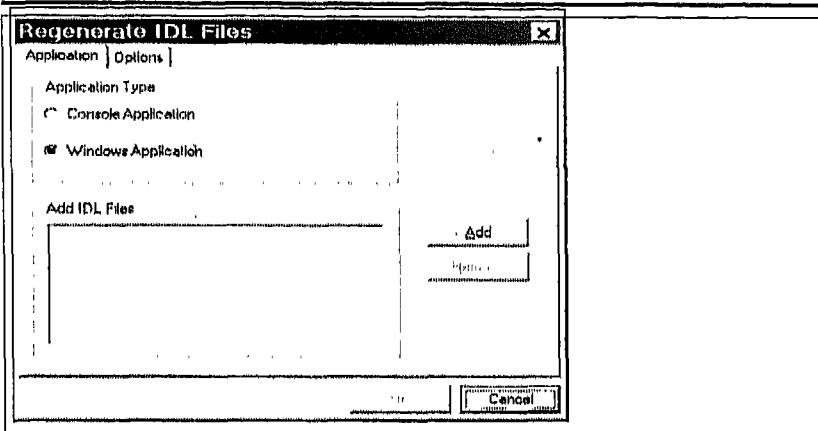 Regenerate IDL Files
Application Options
Application Type
Console Application
Windows Application
Add IDL Files
Add
Cancel